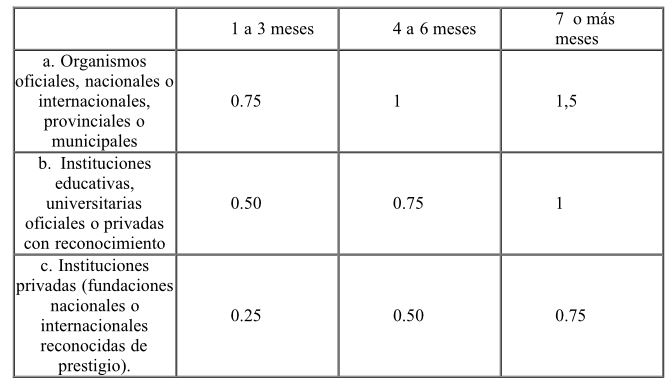 1 a 3 meses
4 a 6 meses
7 o más
meses
a. Organismos
oficiales, nacionales o
internacionales,
provinciales o
municipales
0.75
1
1,5
b. Instituciones
educativas,
universitarias
oficiales o privadas
con reconocimiento
0.50
0.75
1
c. Instituciones
privadas (fundaciones
nacionales o
internacionales
reconocidas de
prestigio).
0.25
0.50
0.75